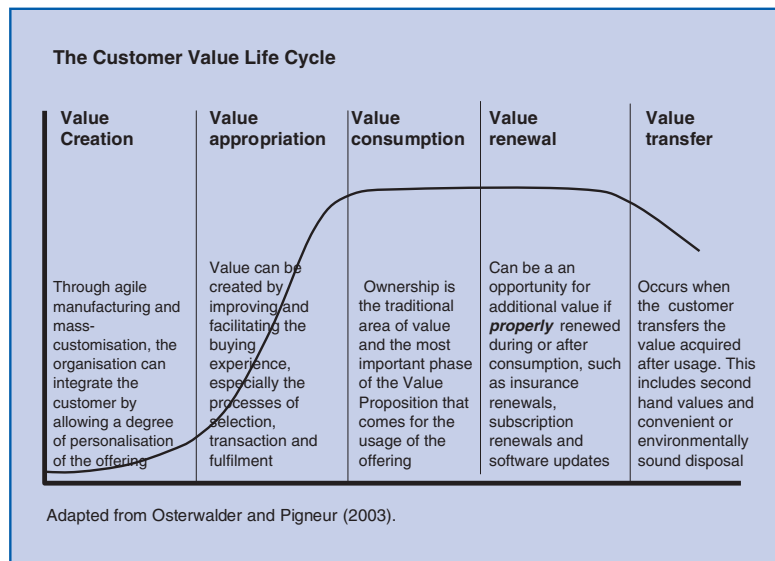 The Customer Value Life Cycle
Value
Creation
Value
appropriation
Value
consumption
Value
renewal
Value
transfer
Through agile
manufacturing and
mass-
customisation, the
organisation can
integrate the
customer by
allowing a degree
of personalisation
of the offering
Value can be
created by
improving and
facilitating the
buying
experience,
especially the
processes of
selection,
transaction and
fulfilment
Ownership is
the traditional
area of value
and the most
important phase
of the Value
Proposition that
comes for the
usage of the
offering
Can be a an
opportunity for
additional value if
properly renewed
during or after
consumption, such
as insurance
renewals,
subscription
renewals and
software updates
Occurs when
the customer
transfers the
value acquired
after usage. This
includes second
hand values and
convenient or
environmentally
sound disposal
Adapted from Osterwalder and Pigneur (2003).